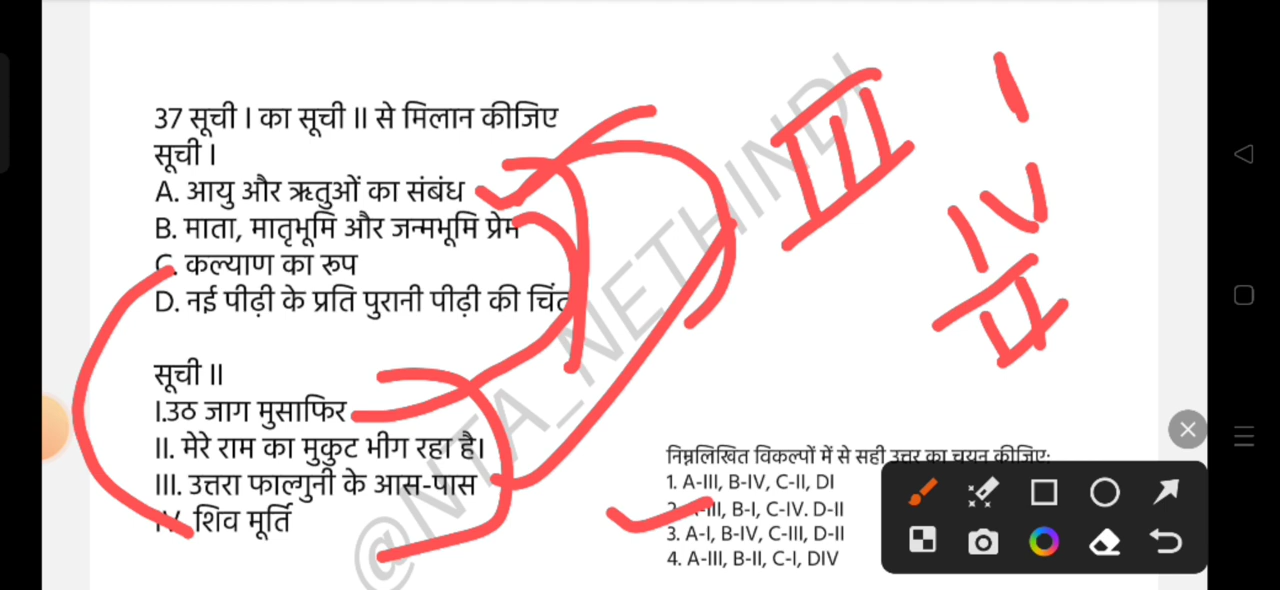 37 सूची I का सूची II से मिलान कीजिए
सूची I
A. आयु और ऋतुओं का संबंध
B. माता, मातृभूमि और जन्मभूमि प्रेम
C. कल्याण का रूप
D. नई पीढ़ी के प्रति पुरानी पीढ़ी की
सूची II
I.उठ जाग मुसाफिर
II. मेरे राम का मुकुट भीग रहा है।
III. उत्तरा फाल्गुनी के आस-पास
शिव मूर्ति
III I
IV
II
@NTA_NETHINDI
निम्नलिखित विकल्पों में से सही उत्तर का चयन कीजिए:
1. A-III, B-IV, C-II, DI
2. A-III, B-I, C-IV. D-II
3. A-I, B-IV, C-III, D-II
4. A-III, B-II, C-I, DIV